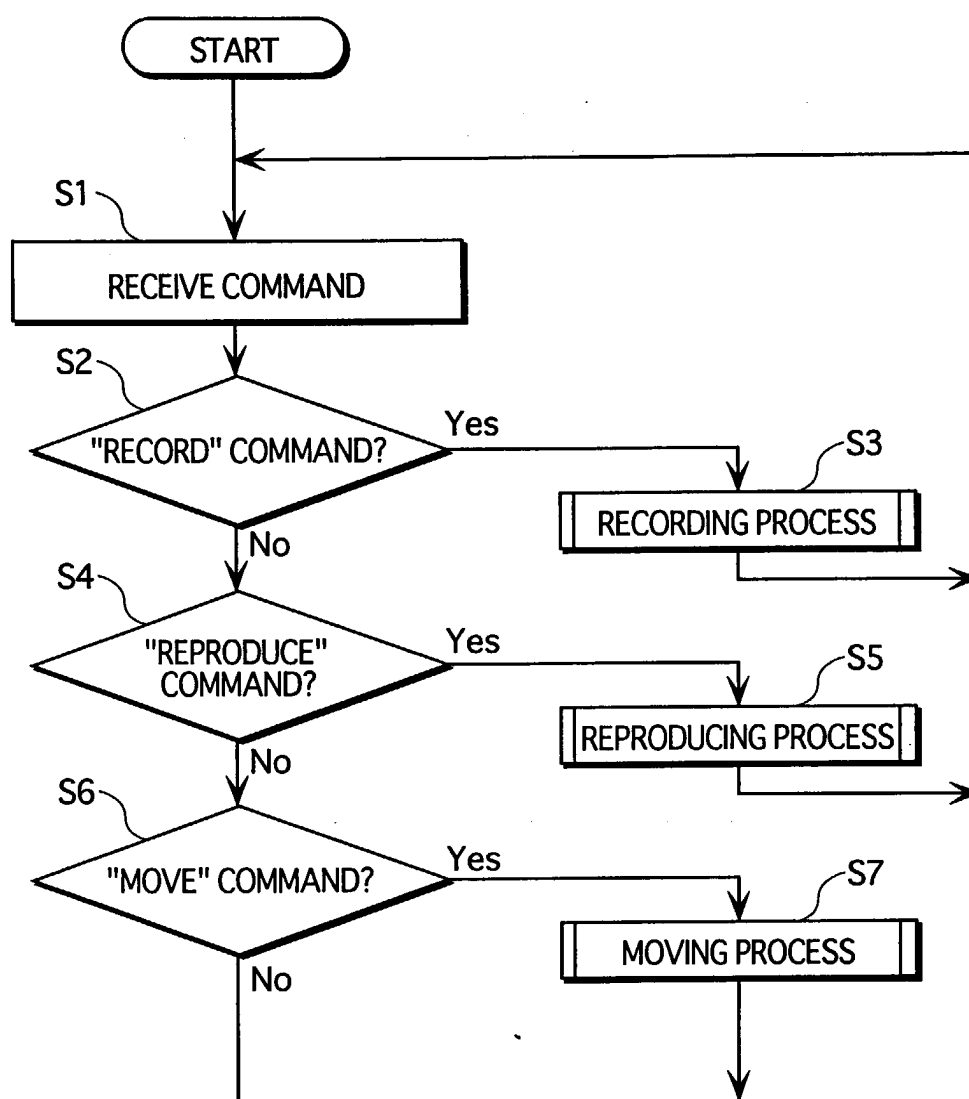 START
S1
RECEIVE COMMAND
S2
"RECORD" COMMAND?
Yes
S3
RECORDING PROCESS
No
S4
"REPRODUCE"
COMMAND?
Yes
S5
REPRODUCING PROCESS
No
S6
"MOVE" COMMAND?
Yes
S7
MOVING PROCESS
No